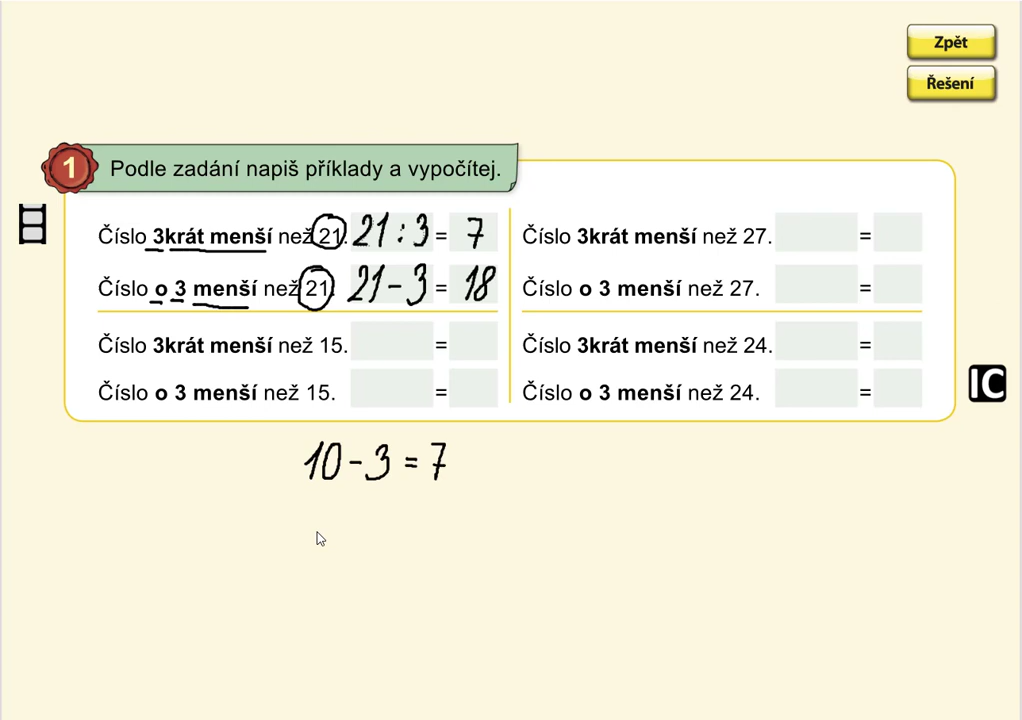 Zpět
Řešení
1 Podle zadání napiš příklady a vypočítej.
Číslo 3krát menší než 21. 21 : 3 = 7
Číslo o 3 menší než 21. 21 - 3 = 18
Číslo 3krát menší než 15. =
Číslo o 3 menší než 15. =
Číslo 3krát menší než 27. =
Číslo o 3 menší než 27. =
Číslo 3krát menší než 24. =
Číslo o 3 menší než 24. =
IC
10 - 3 = 7